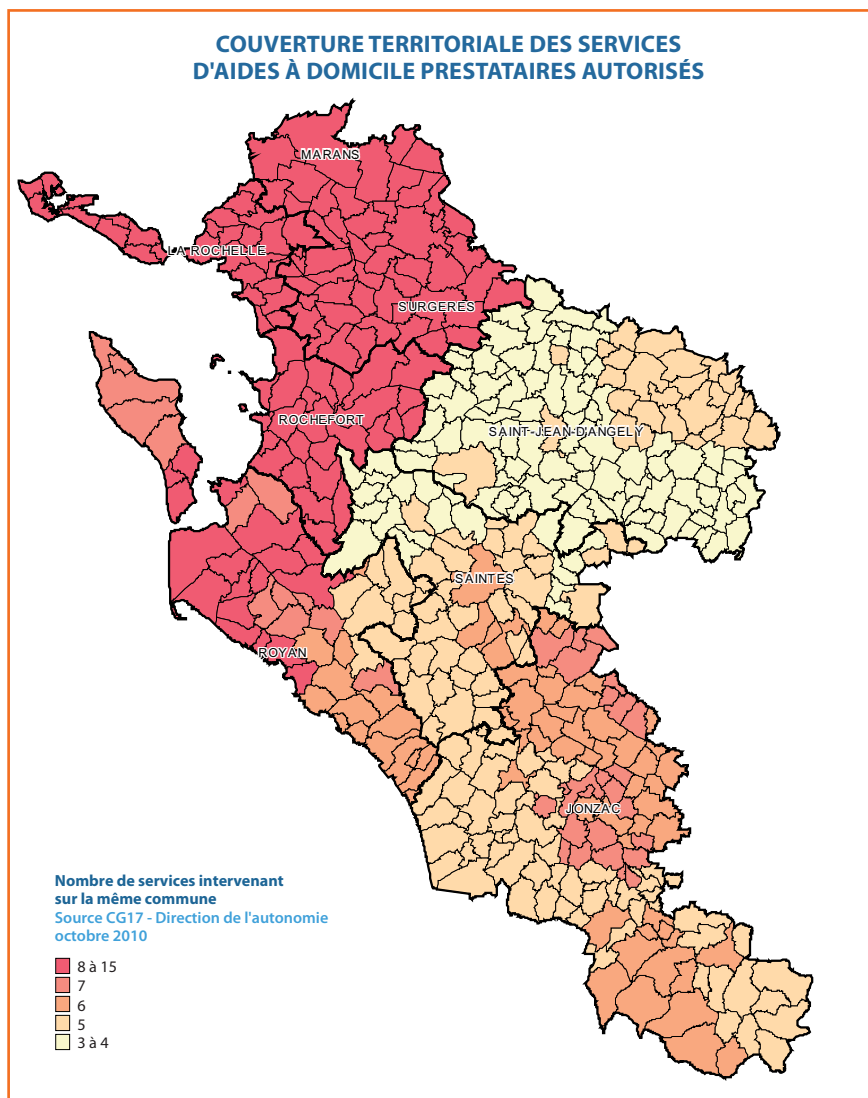 COUVERTURE TERRITORIALE DES SERVICES
D'AIDES À DOMICILE PRESTATAIRES AUTORISÉS
MARANS
LA ROCHELLE
SURGERES
ROCHEFORT
SAINT-JEAN-D'ANGELY
SAINTES
ROYAN
JONZAC
Nombre de services intervenant
sur la même commune
Source CG17 - Direction de l'autonomie
octobre 2010
8 à 15
7
6
5
3 à 4